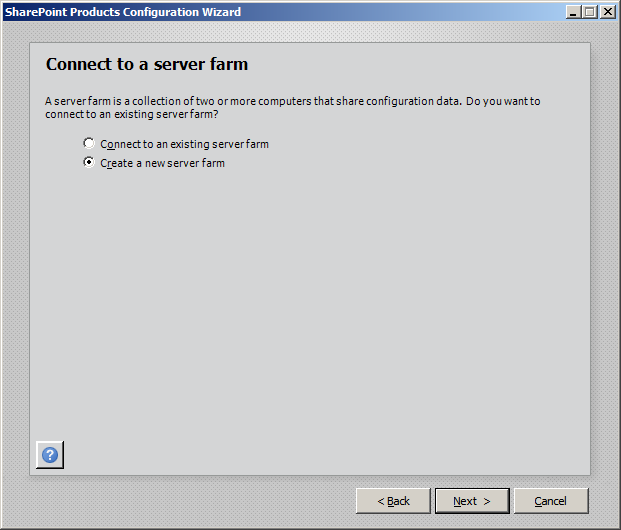 SharePoint Products Configuration Wizard
Connect to a server farm
A server farm is a collection of two or more computers that share configuration data. Do you want to
connect to an existing server farm?
Connect to an existing server farm
Create a new server farm
?
< Back
Next >
Cancel